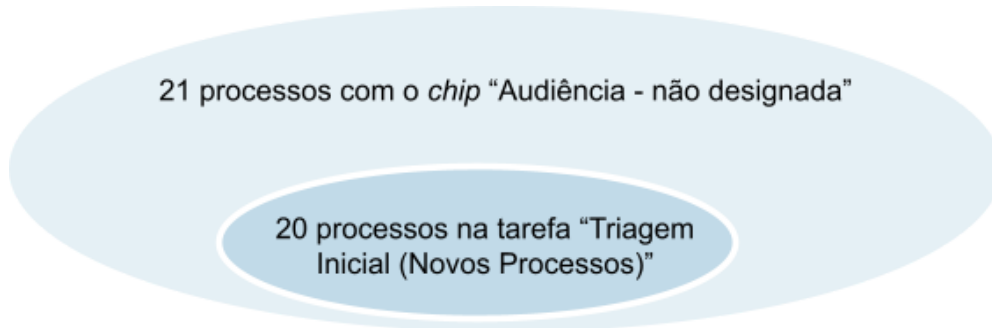 21 processos com o chip “Audiência - não designada”
20 processos na tarefa “Triagem
Inicial (Novos Processos)”